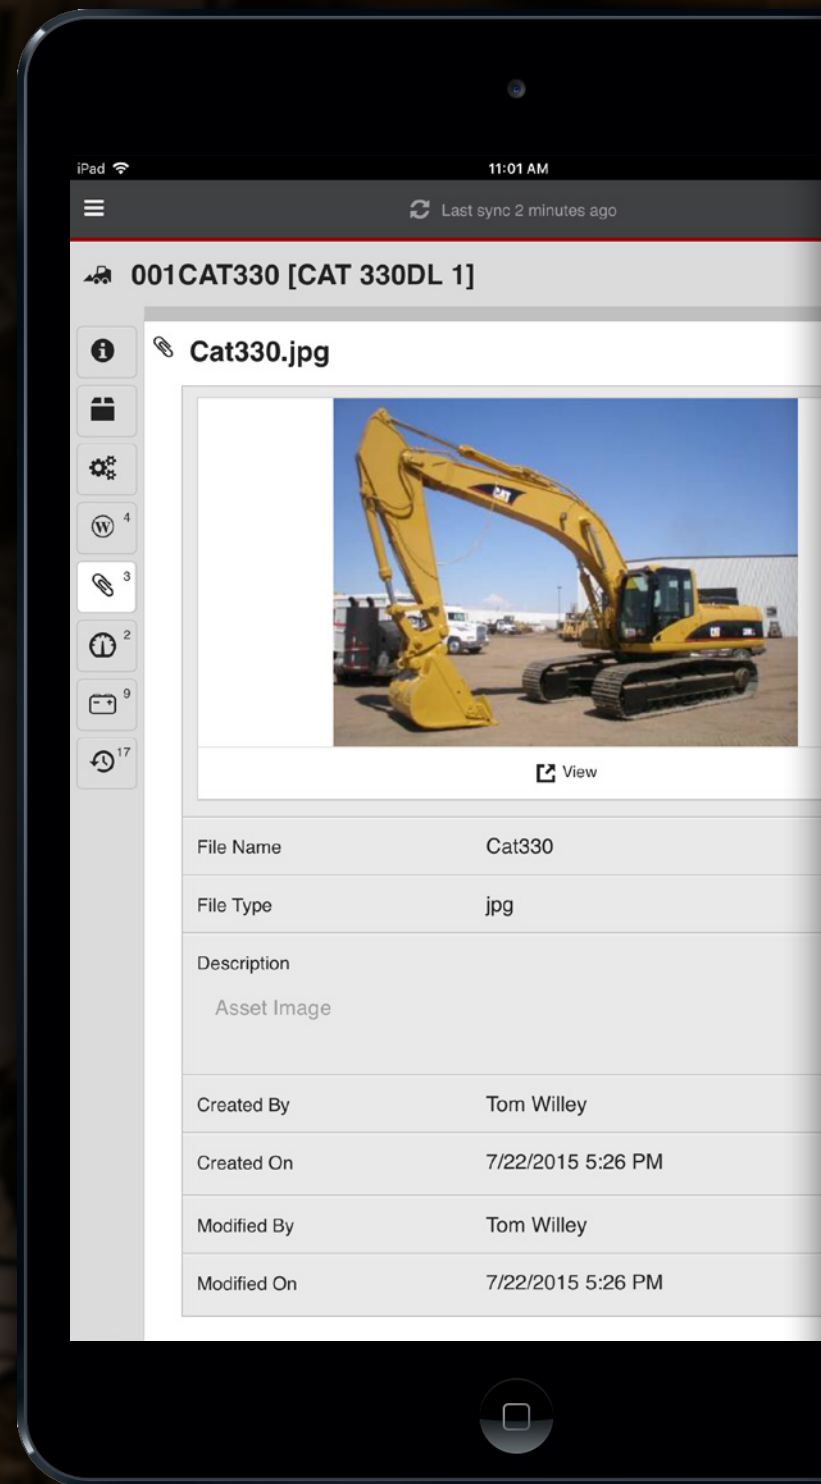 iPad 11:01 AM
Last sync 2 minutes ago
001CAT330 [CAT 330DL 1]
Cat330.jpg
CAT
CAT
4
3
2
9
17
View
File Name Cat330
File Type jpg
Description
Asset Image
Created By Tom Willey
Created On 7/22/2015 5:26 PM
Modified By Tom Willey
Modified On 7/22/2015 5:26 PM